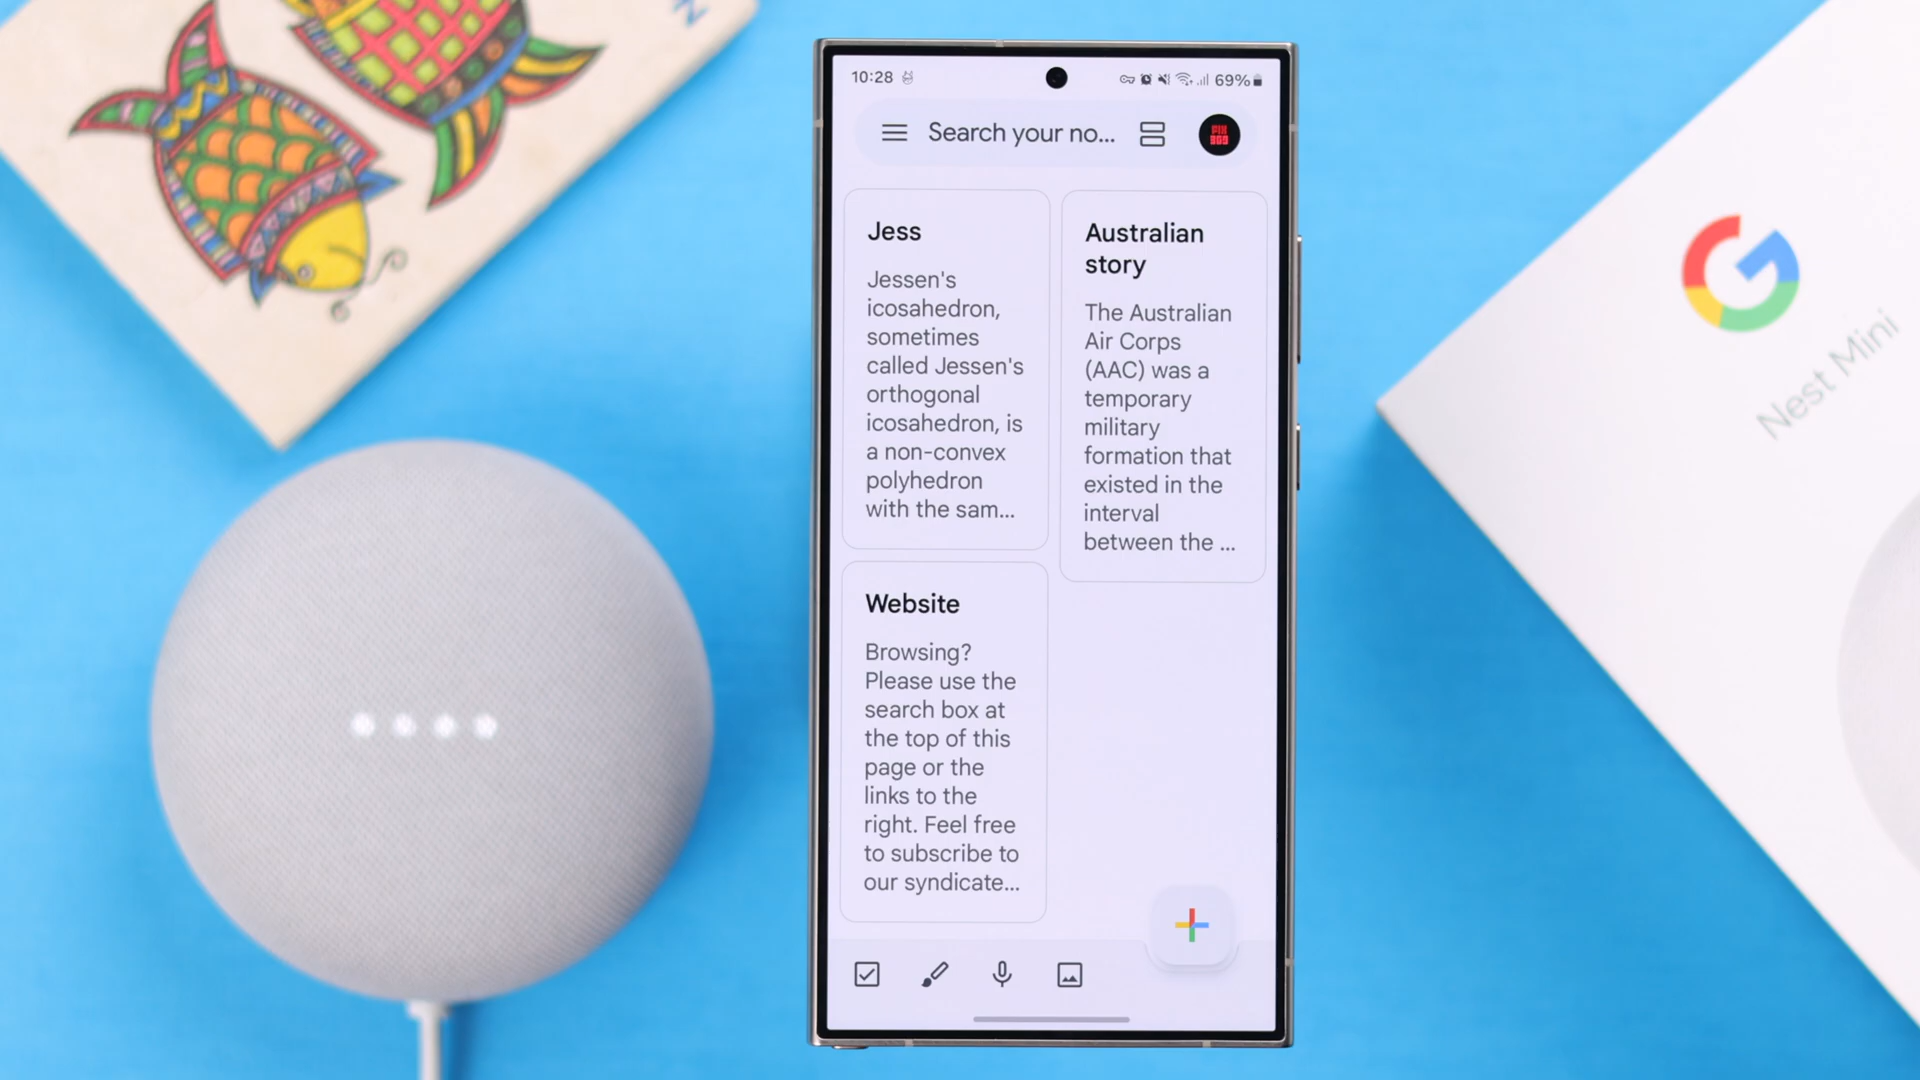 10:28
69%
Search your no...
Jess
Jessen's
icosahedron,
sometimes
called Jessen's
orthogonal
icosahedron, is
a non-convex
polyhedron
with the sam...
Australian
story
The Australian
Air Corps
(AAC) was a
temporary
military
formation that
existed in the
interval
between the ...
Website
Browsing?
Please use the
search box at
the top of this
page or the
links to the
right. Feel free
to subscribe to
our syndicate...
G
Nest Mini